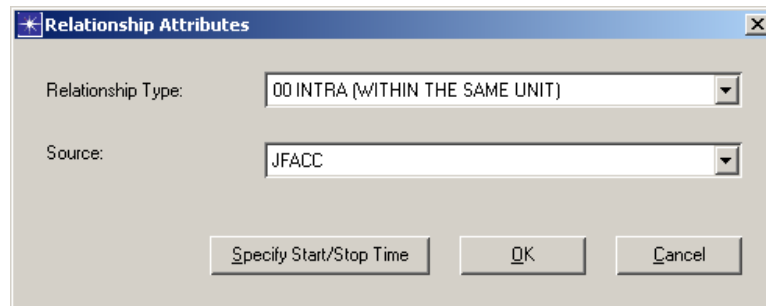 Relationship Attributes
Relationship Type: 00 INTRA (WITHIN THE SAME UNIT)
Source: JFACC
Specify Start/Stop Time OK Cancel